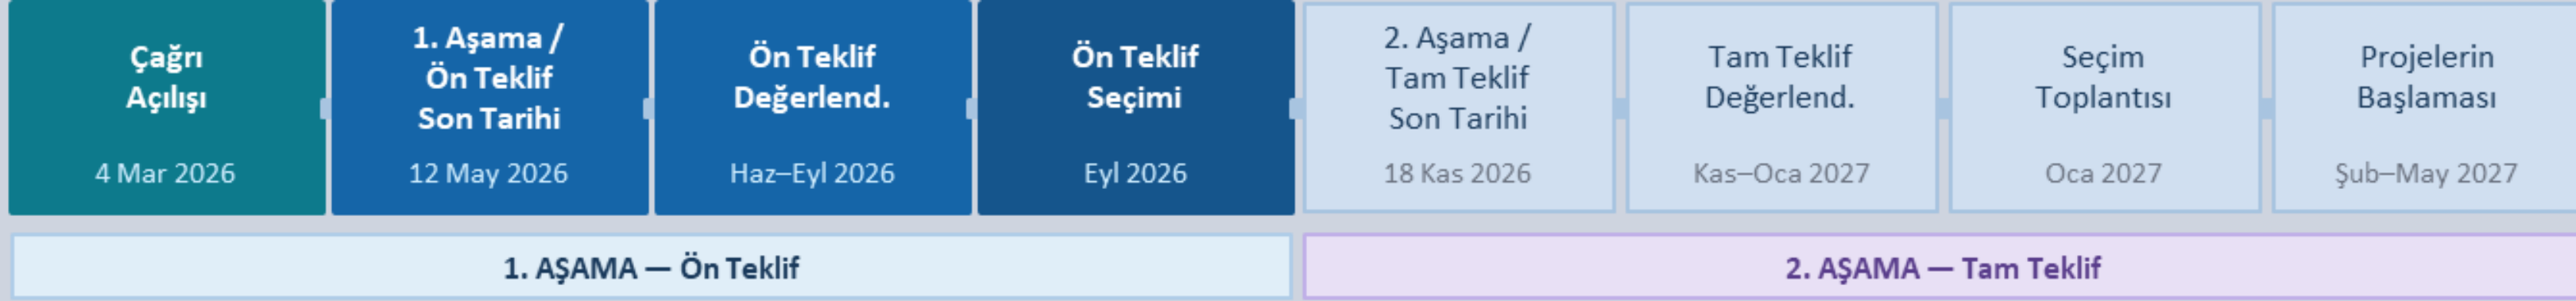 Çağrı
Açılışı
4 Mar 2026
1. Aşama /
Ön Teklif
Son Tarihi
12 May 2026
Ön Teklif
Değerlend.
Haz–Eyl 2026
Ön Teklif
Seçimi
Eyl 2026
2. Aşama /
Tam Teklif
Son Tarihi
18 Kas 2026
Tam Teklif
Değerlend.
Kas–Oca 2027
Seçim
Toplantısı
Oca 2027
Projelerin
Başlaması
Şub–May 2027
1. AŞAMA — Ön Teklif
2. AŞAMA — Tam Teklif